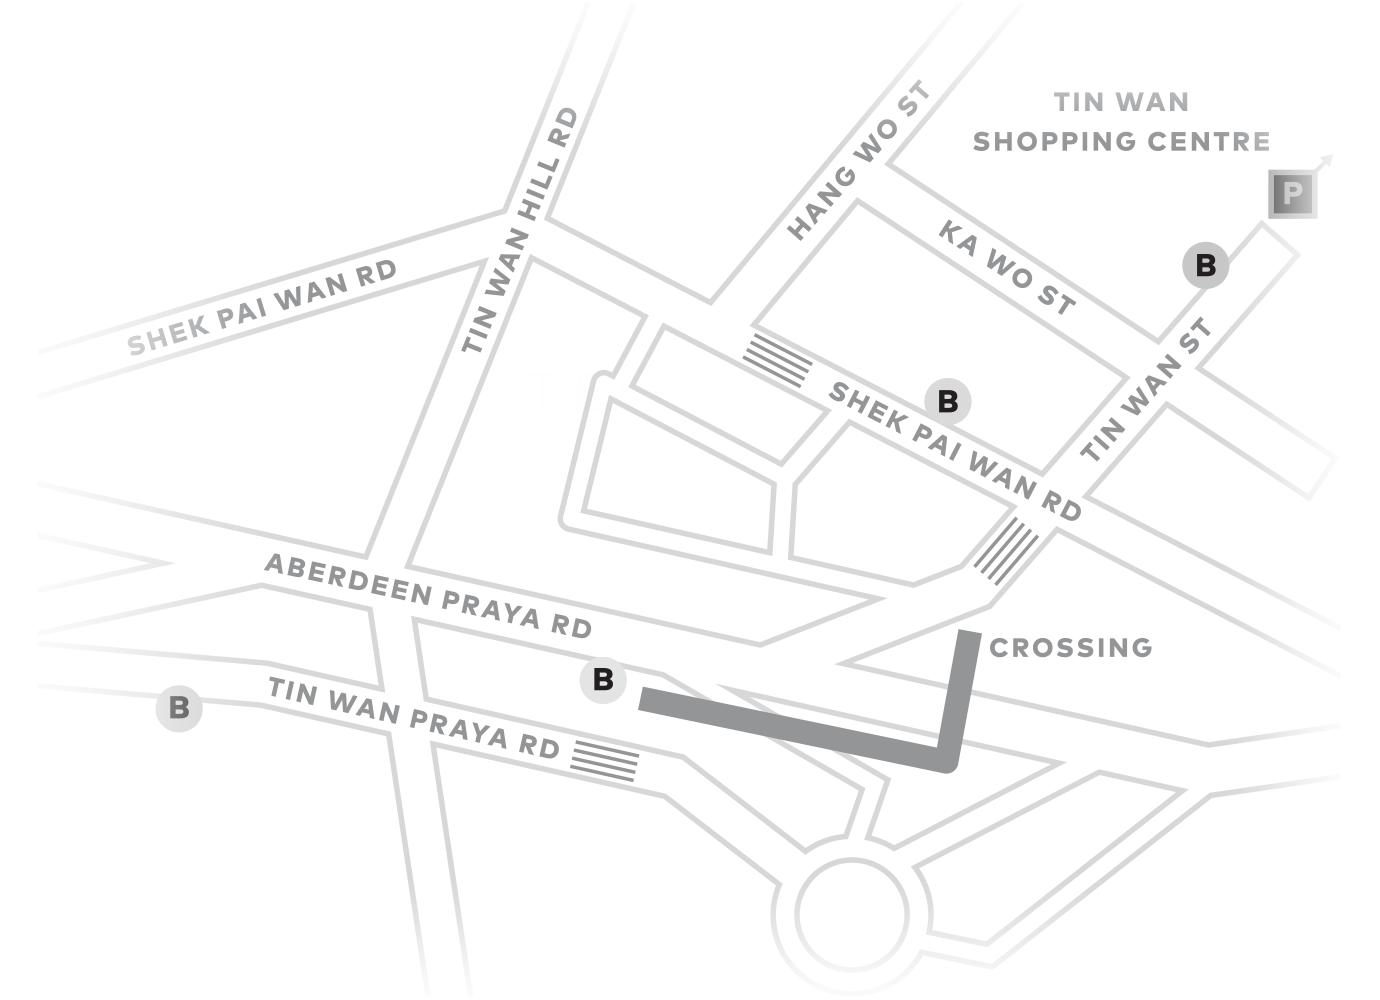 TIN WAN
SHOPPING CENTRE
P
HANG WO ST
TIN WAN HILL RD
KA WO ST
B
SHEK PAI WAN RD
TIN WAN ST
B
SHEK PAI WAN RD
ABERDEEN PRAYA RD
CROSSING
B
B
TIN WAN PRAYA RD